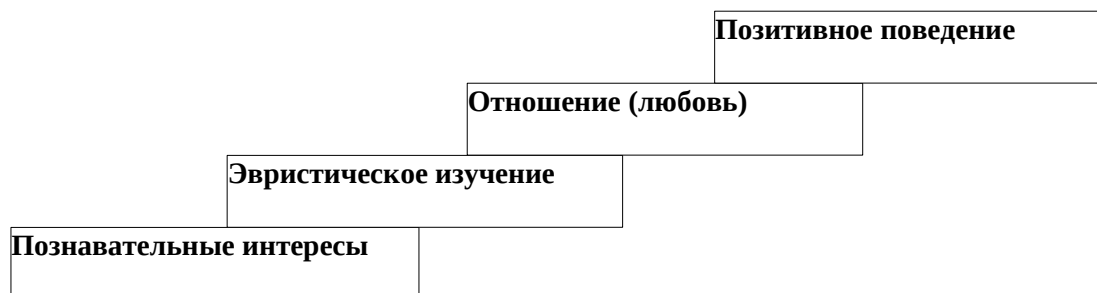 Позитивное поведение
Отношение (любовь)
Эвристическое изучение
Познавательные интересы